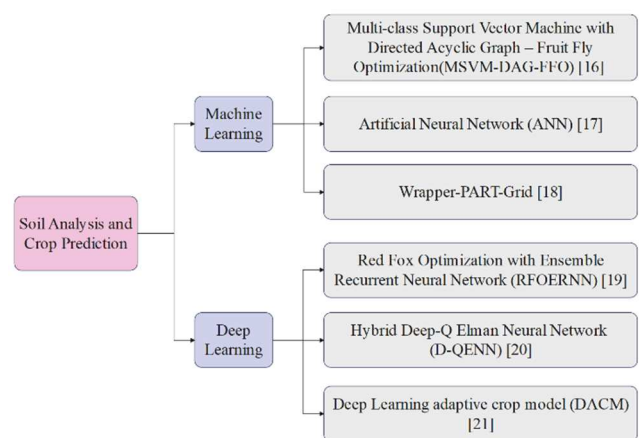 Soil Analysis and
Crop Prediction
Machine
Learning
Multi-class Support Vector Machine with
Directed Acyclic Graph – Fruit Fly
Optimization(MSVM-DAG-FFO) [16]
Artificial Neural Network (ANN) [17]
Wrapper-PART-Grid [18]
Deep
Learning
Red Fox Optimization with Ensemble
Recurrent Neural Network (RFOERNN) [19]
Hybrid Deep-Q Elman Neural Network
(D-QENN) [20]
Deep Learning adaptive crop model (DACM)
[21]